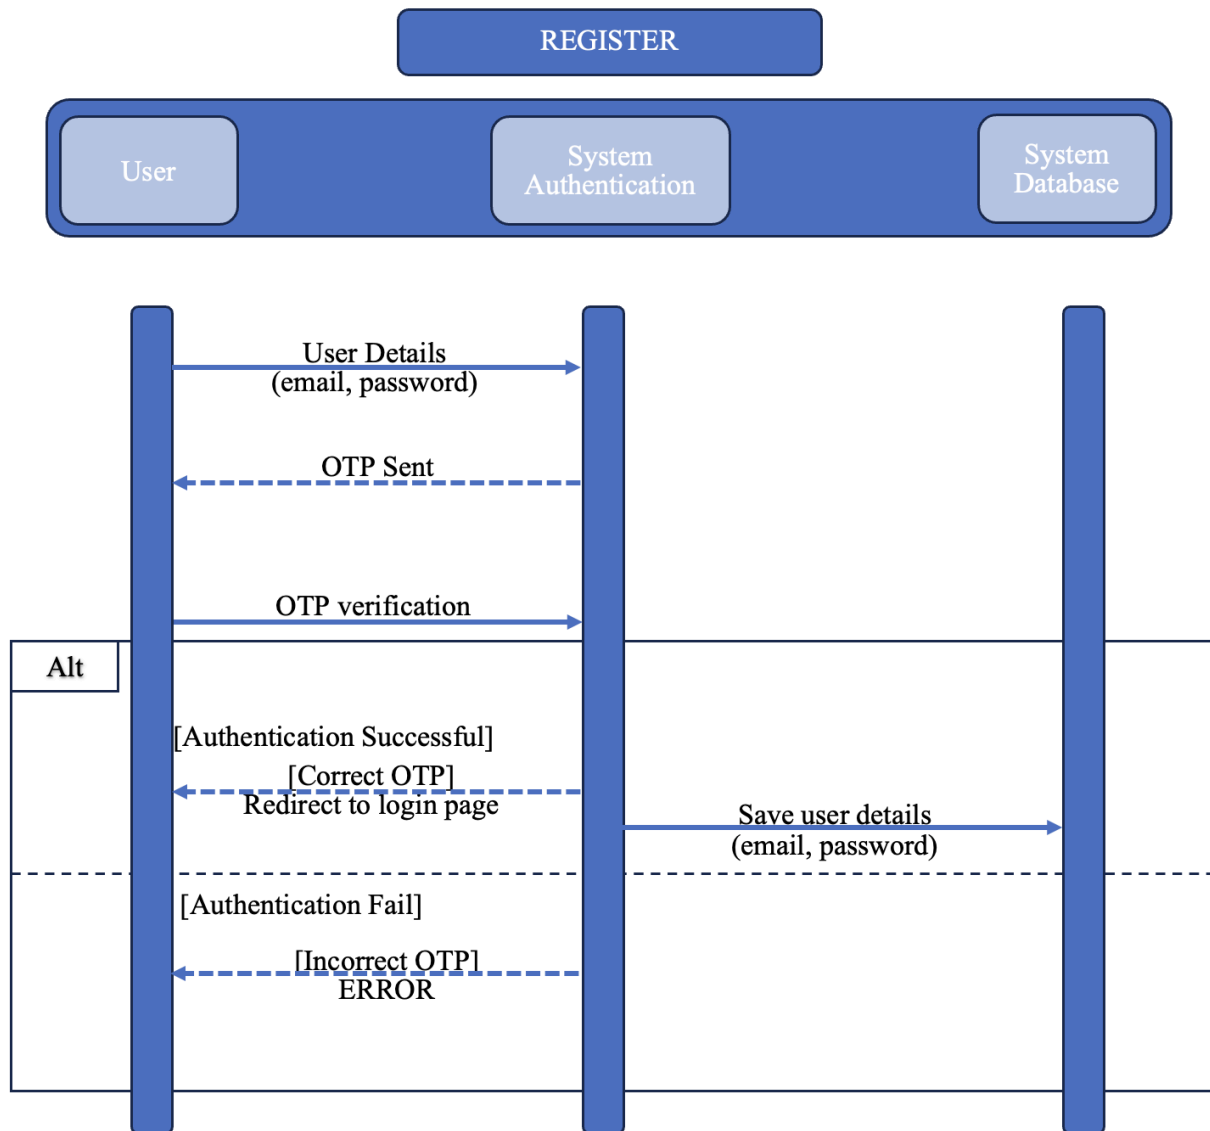 REGISTER
User
System
Authentication
System
Database
User Details
(email, password)
OTP Sent
OTP verification
Alt
[Authentication Successful]
[Correct OTP]
Redirect to login page
Save user details
(email, password)
[Authentication Fail]
[Incorrect OTP]
ERROR